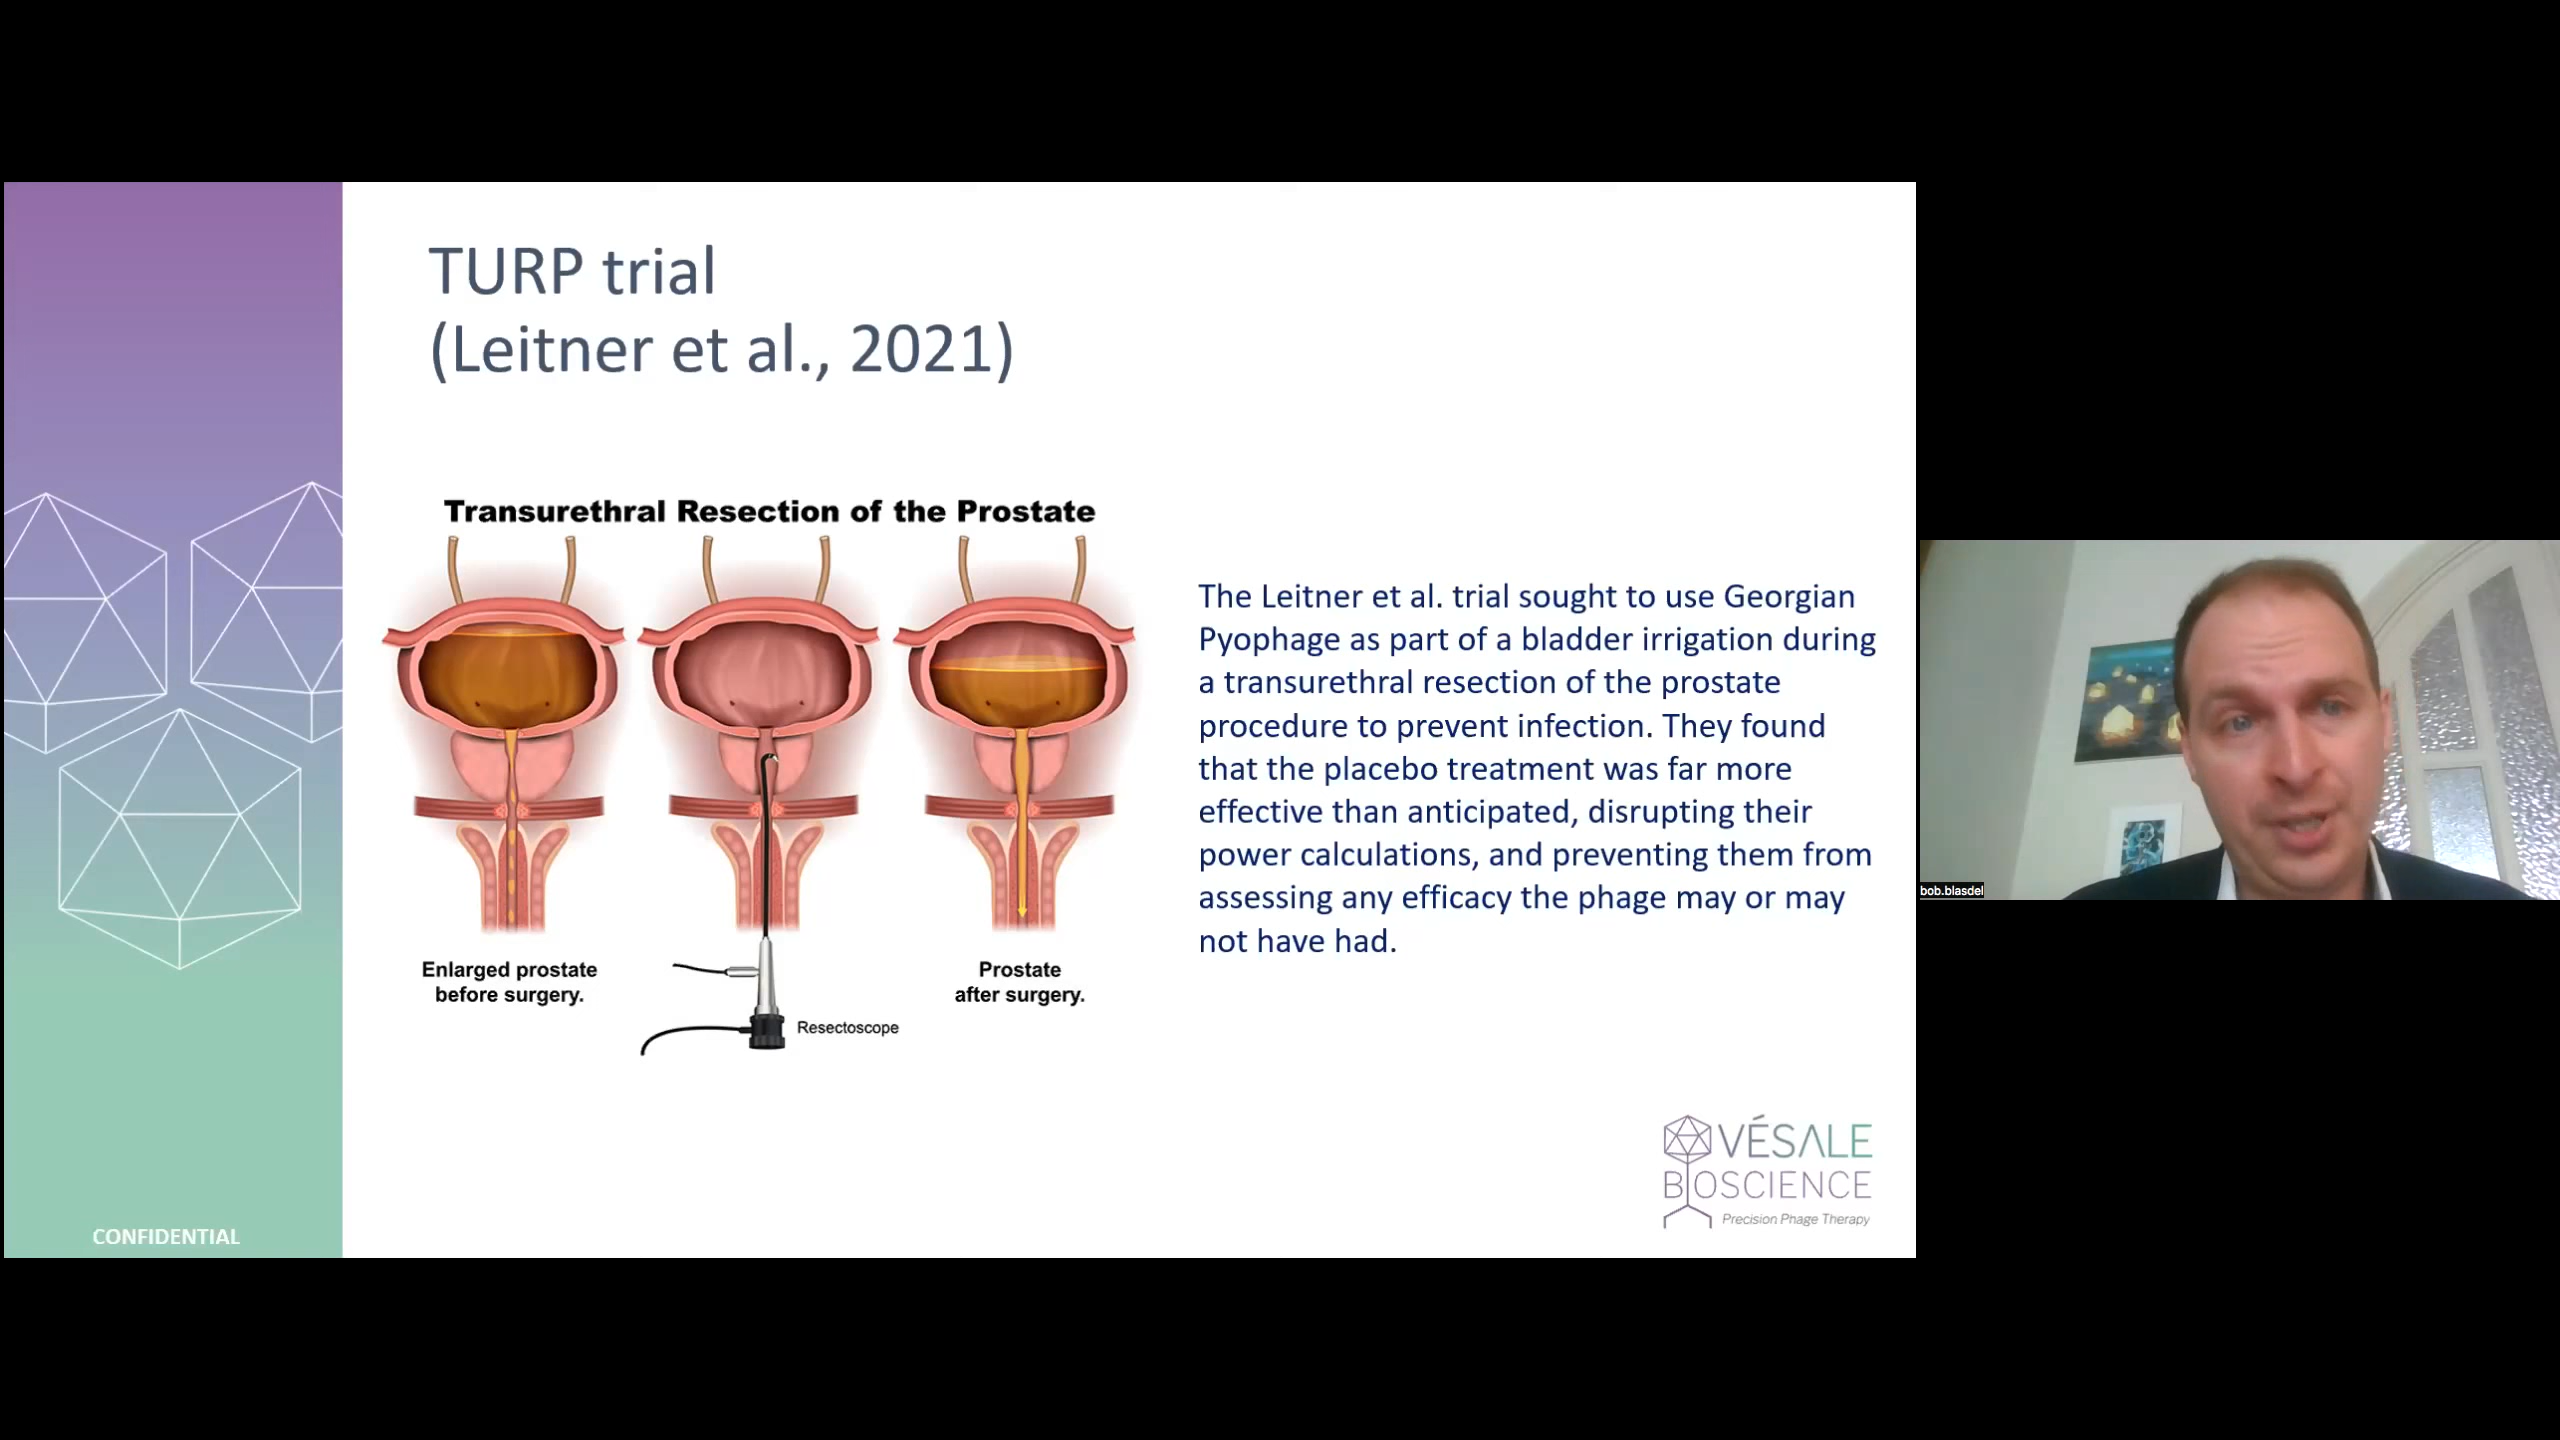 TURP trial
(Leitner et al., 2021)
Transurethral Resection of the Prostate
Enlarged prostate
before surgery.
Resectoscope
Prostate
after surgery.
The Leitner et al. trial sought to use Georgian
Pyophage as part of a bladder irrigation during
a transurethral resection of the prostate
procedure to prevent infection. They found
that the placebo treatment was far more
effective than anticipated, disrupting their
power calculations, and preventing them from
assessing any efficacy the phage may or may
not have had.
CONFIDENTIAL
VÉSALE
BIOSCIENCE
Precision Phage Therapy
bob.blasdel